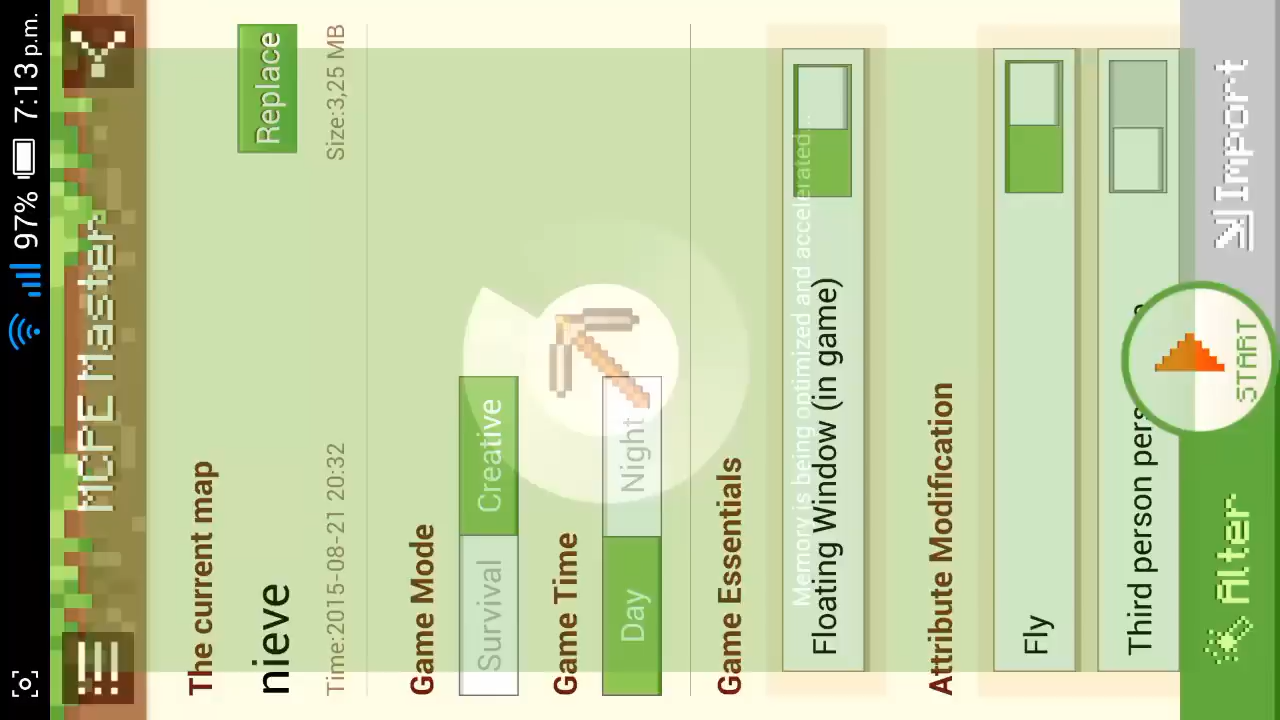 97% 7:13 p.m.
MCPE Master
The current map
nieve
Replace
Time:2015-08-21 20:32
Size:3,25 MB
Game Mode
Survival
Creative
Game Time
Day
Night
Game Essentials
Memory is being optimized and accelerated...
Floating Window (in game)
Attribute Modification
Fly
Third person pers
Alter
START
Import